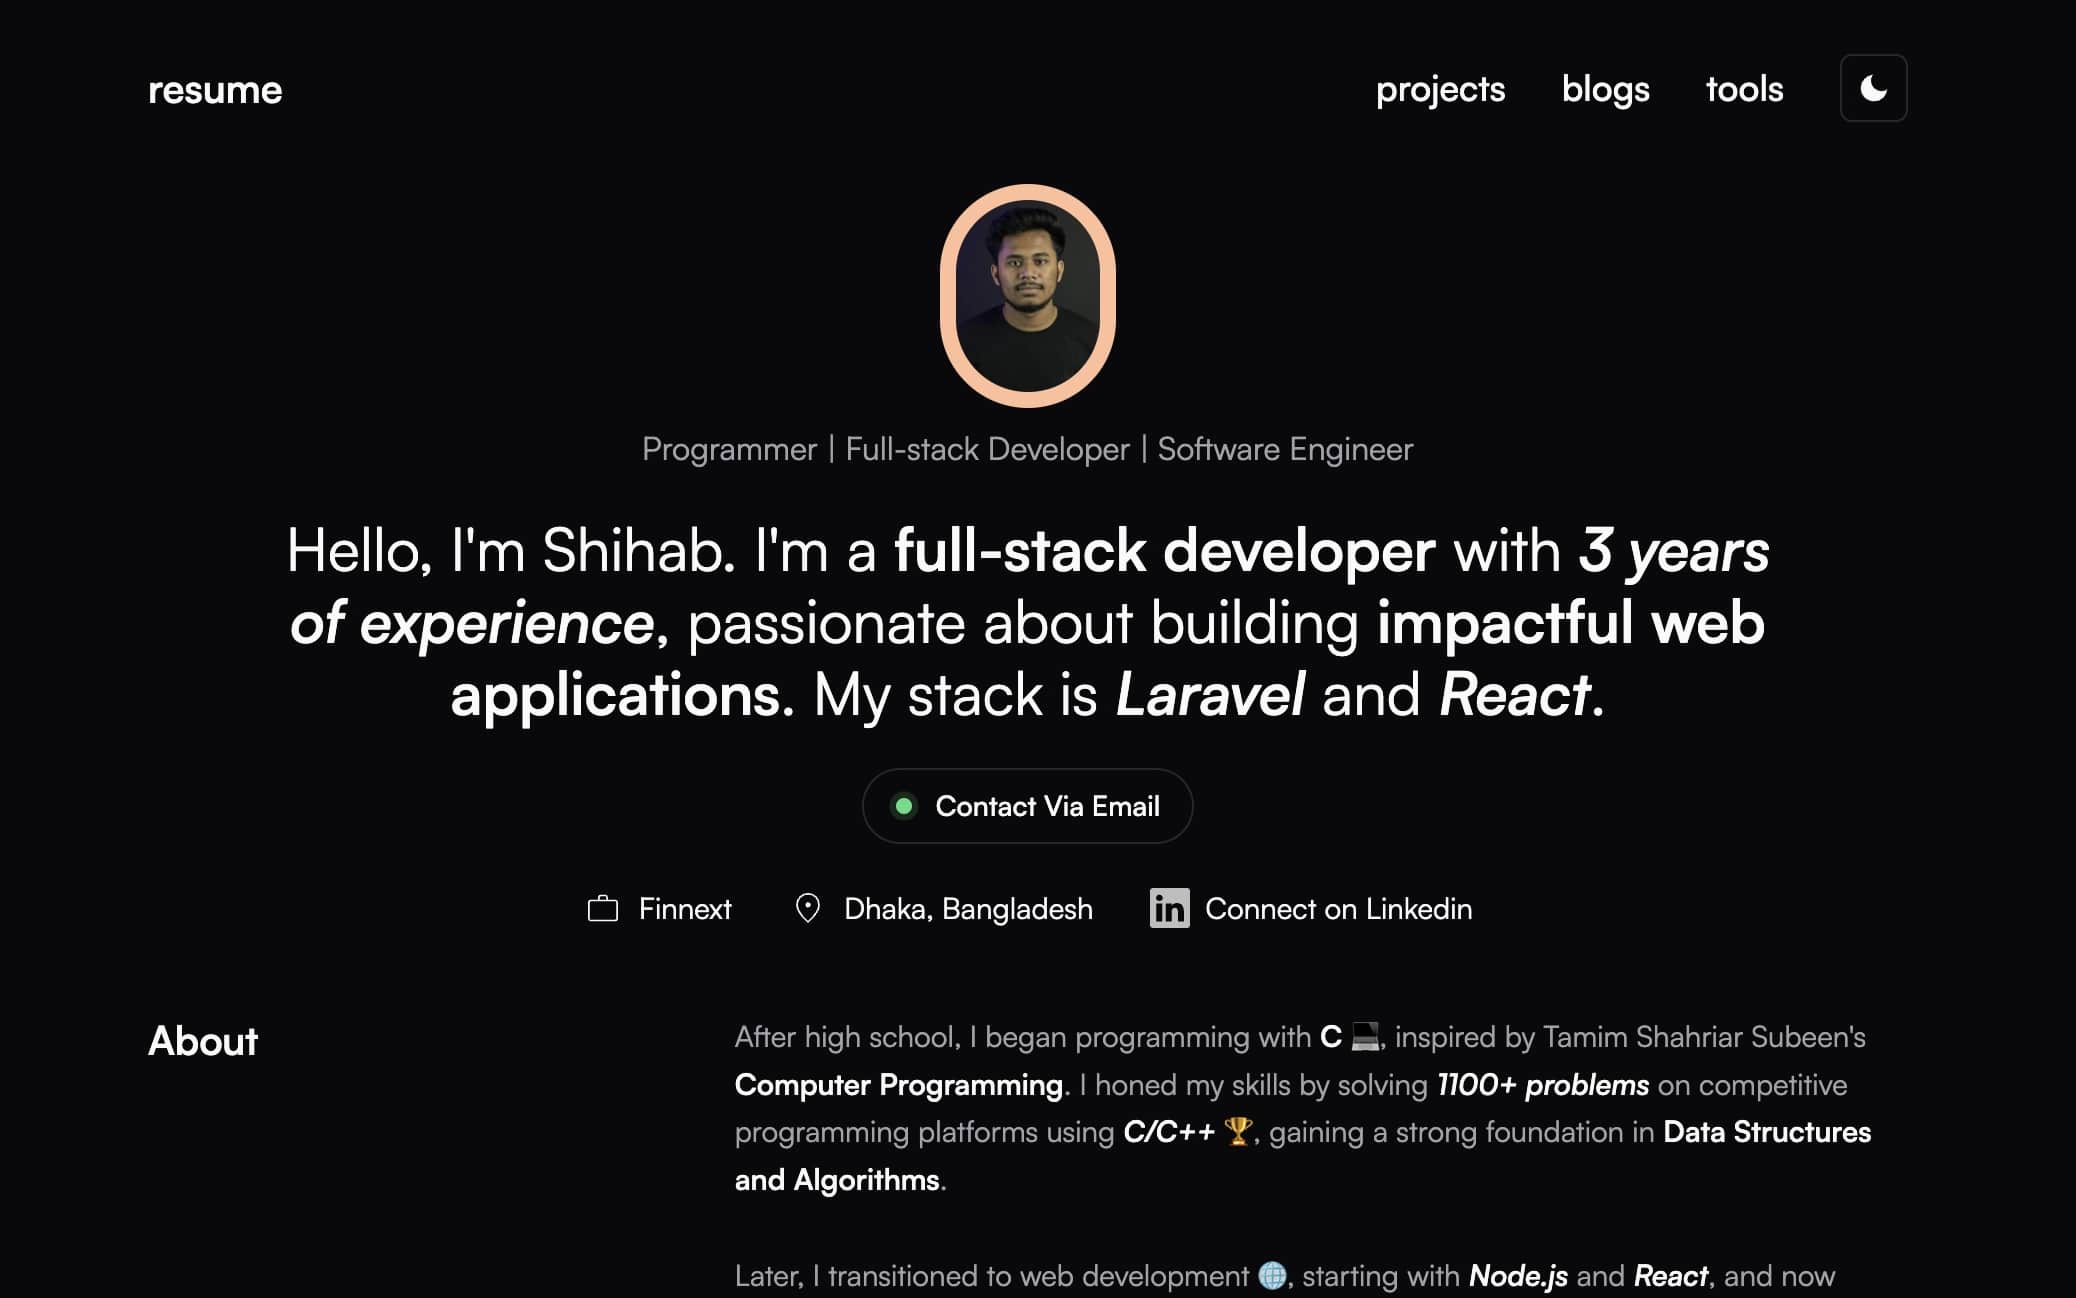 resume
projects blogs tools
Programmer | Full-stack Developer | Software Engineer
Hello, I'm Shihab. I'm a full-stack developer with 3 years
of experience, passionate about building impactful web
applications. My stack is Laravel and React.
Contact Via Email
Finnext
Dhaka, Bangladesh
in Connect on Linkedin
About
After high school, I began programming with C 💻, inspired by Tamim Shahriar Subeen's
Computer Programming. I honed my skills by solving 1100+ problems on competitive
programming platforms using C/C++ 🏆, gaining a strong foundation in Data Structures
and Algorithms.
Later, I transitioned to web development 🌐, starting with Node.js and React, and now